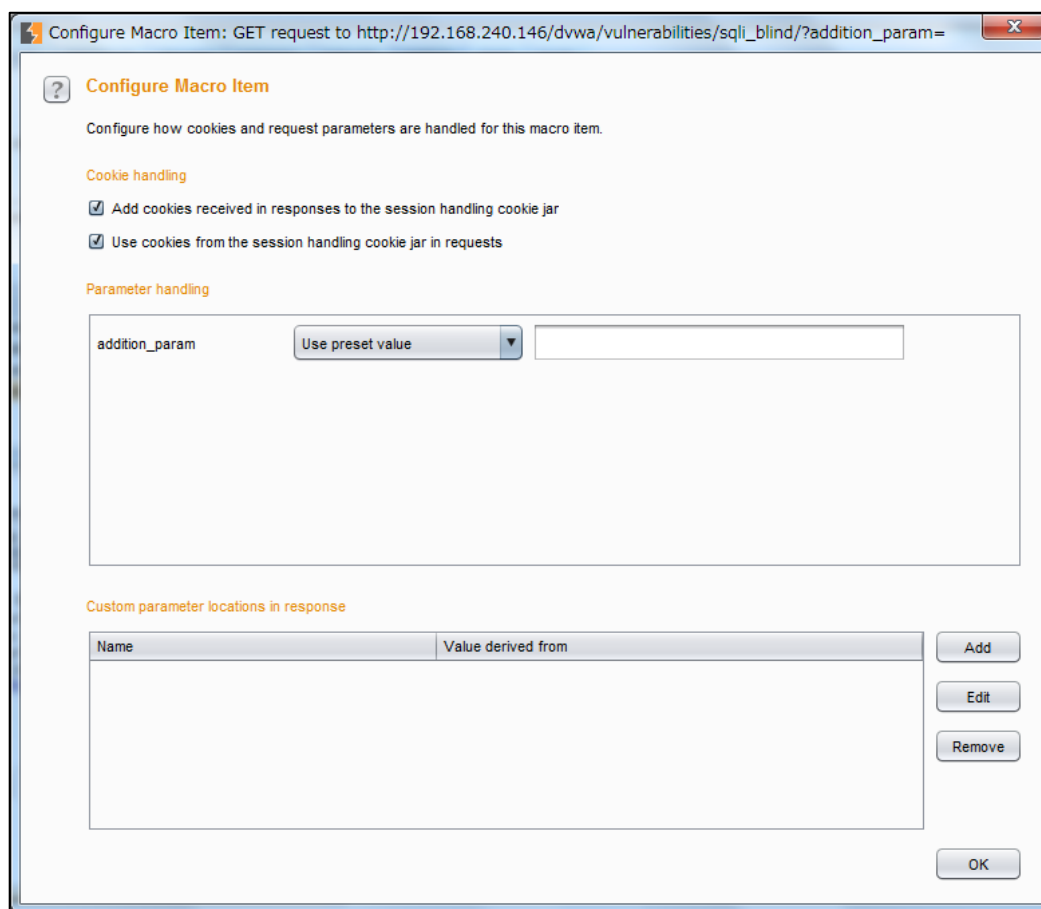 Configure Macro Item: GET request to http://192.168.240.146/dvwa/vulnerabilities/sqli_blind/?addition_param=
?
Configure Macro Item
Configure how cookies and request parameters are handled for this macro item.
Cookie handling
Add cookies received in responses to the session handling cookie jar
Use cookies from the session handling cookie jar in requests
Parameter handling
addition_param Use preset value
Custom parameter locations in response
Name Value derived from
Add
Edit
Remove
OK